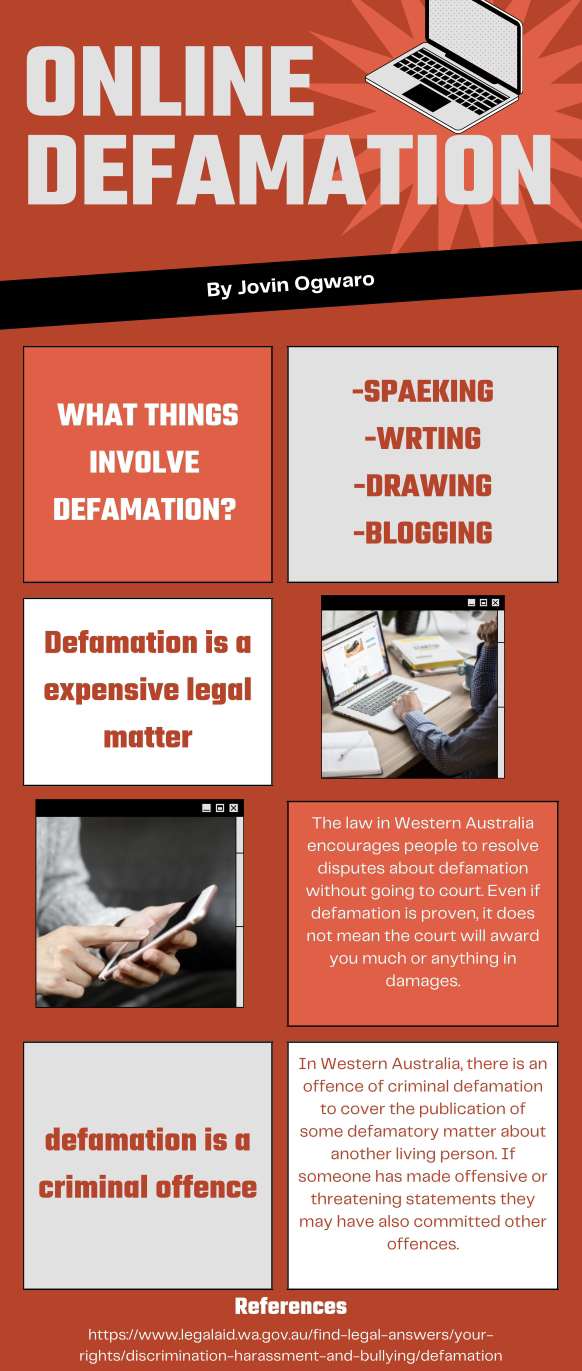 ONLINE
DEFAMATION
By Jovin Ogwaro
WHAT THINGS
INVOLVE
DEFAMATION?
-SPAEKING
-WRTING
-DRAWING
-BLOGGING
Defamation is a
expensive legal
matter
The law in Western Australia
encourages people to resolve
disputes about defamation
without going to court. Even if
defamation is proven, it does
not mean the court will award
you much or anything in
damages.
defamation is a
criminal offence
In Western Australia, there is an
offence of criminal defamation
to cover the publication of
some defamatory matter about
another living person. If
someone has made offensive or
threatening statements they
may have also committed other
offences.
References
https://www.legalaid.wa.gov.au/find-legal-answers/your-
rights/discrimination-harassment-and-bullying/defamation